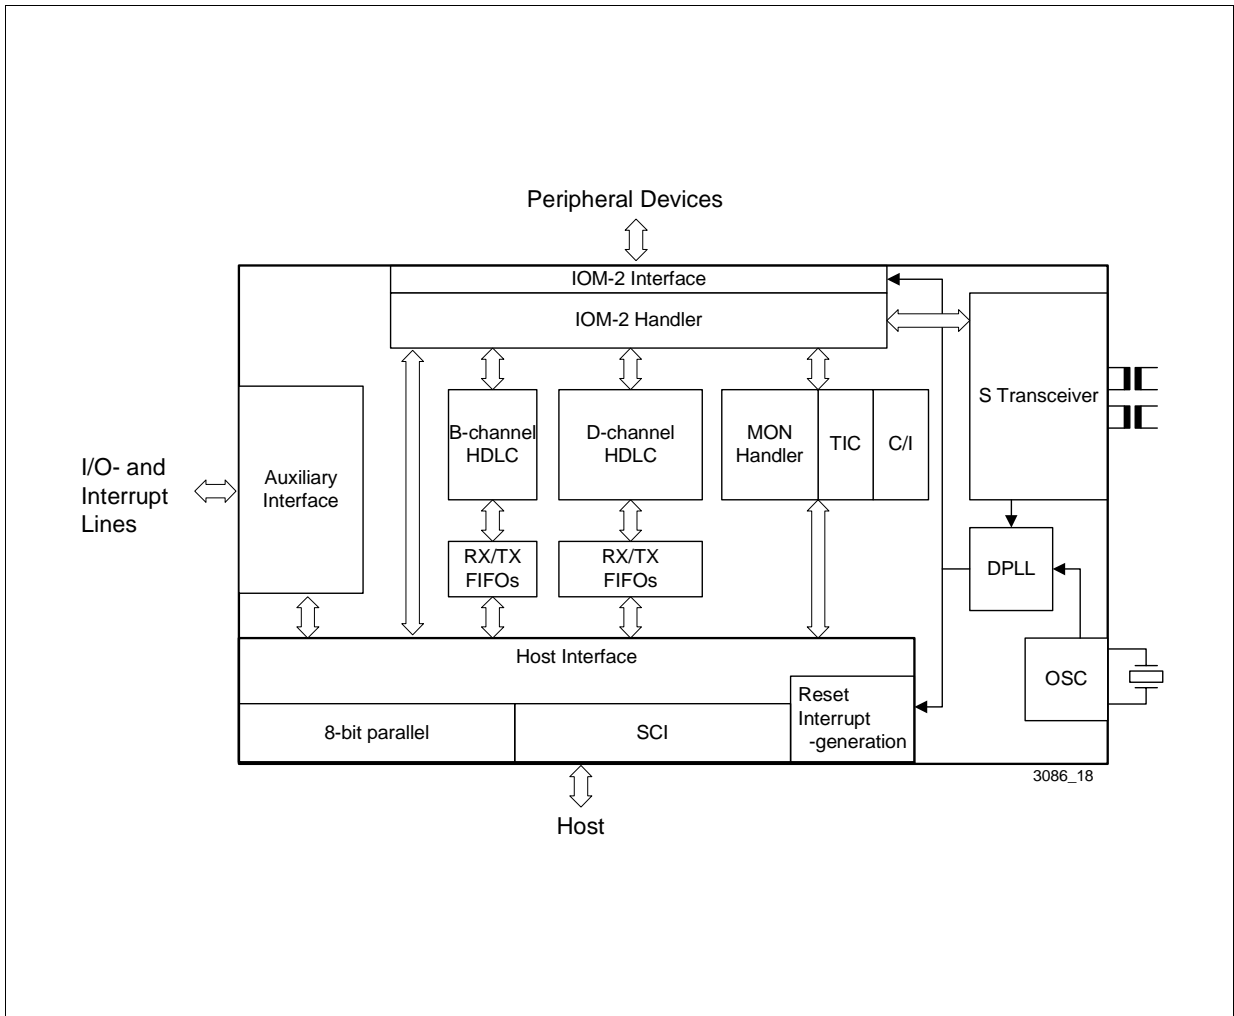 Peripheral Devices
IOM-2 Interface
IOM-2 Handler
S Transceiver
B-channel
HDLC
D-channel
HDLC
MON
Handler
TIC
C/I
I/O- and
Interrupt
Lines
Auxiliary
Interface
RX/TX
FIFOs
RX/TX
FIFOs
DPLL
Host Interface
OSC
Reset
Interrupt
-generation
8-bit parallel
SCI
3086_18
Host